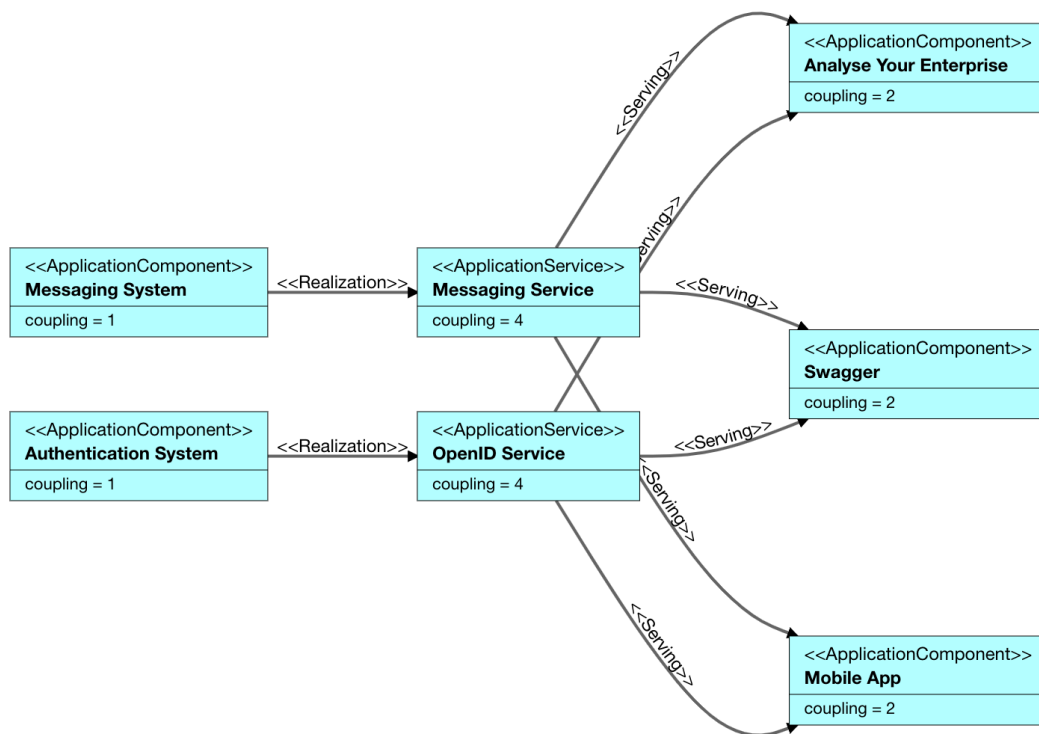 <<ApplicationComponent>>
Analyse Your Enterprise
coupling = 2
<<Serving>>
<<Serving>>
<<ApplicationComponent>>
Messaging System
coupling = 1
<<Realization>>
<<ApplicationService>>
Messaging Service
coupling = 4
<<Serving>>
<<ApplicationComponent>>
Swagger
coupling = 2
<<ApplicationComponent>>
Authentication System
coupling = 1
<<Realization>>
<<ApplicationService>>
OpenID Service
coupling = 4
<<Serving>>
<<Serving>>
<<Serving>>
<<ApplicationComponent>>
Mobile App
coupling = 2